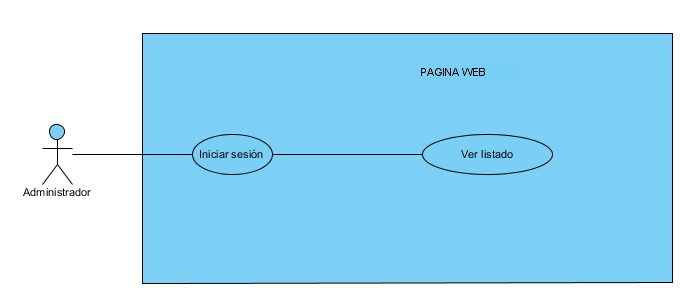 PAGINA WEB
Iniciar sesión
Ver listado
Administrador